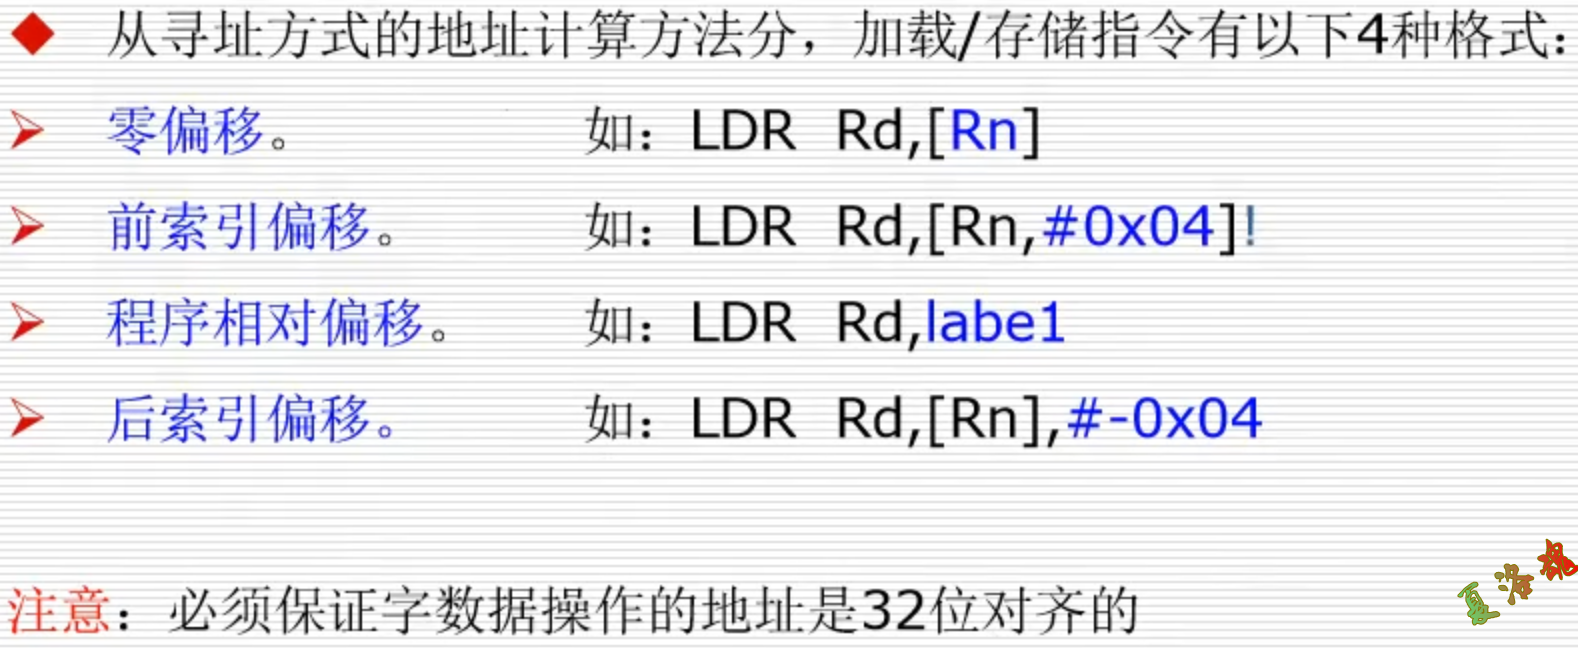 从寻址方式的地址计算方法分，加载/存储指令有以下4种格式：
零偏移。 如：LDR Rd,[Rn]
前索引偏移。 如：LDR Rd,[Rn,#0x04]!
程序相对偏移。 如：LDR Rd,labe1
后索引偏移。 如：LDR Rd,[Rn],#-0x04
注意：必须保证字数据操作的地址是32位对齐的